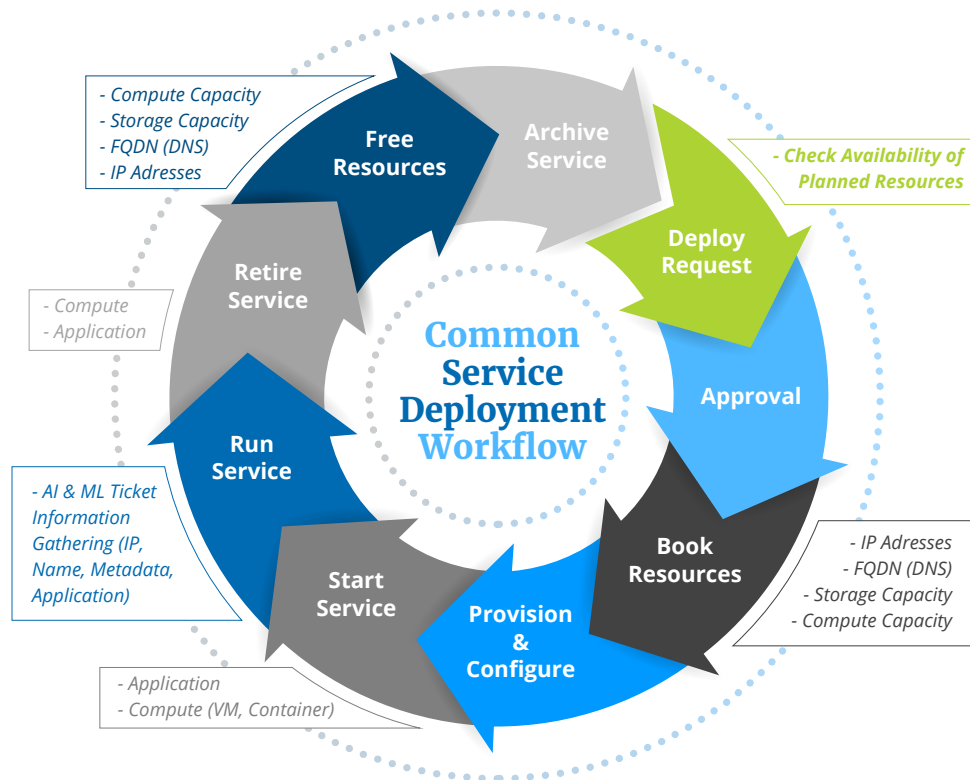 Common
Service
Deployment
Workflow
Deploy
Request
- Check Availability of
Planned Resources
Approval
Book
Resources
- IP Adresses
- FQDN (DNS)
- Storage Capacity
- Compute Capacity
Provision
&
Configure
Start
Service
- Application
- Compute (VM, Container)
Run
Service
- AI & ML Ticket
Information
Gathering (IP,
Name, Metadata,
Application)
Retire
Service
- Compute
- Application
Free
Resources
- Compute Capacity
- Storage Capacity
- FQDN (DNS)
- IP Adresses
Archive
Service